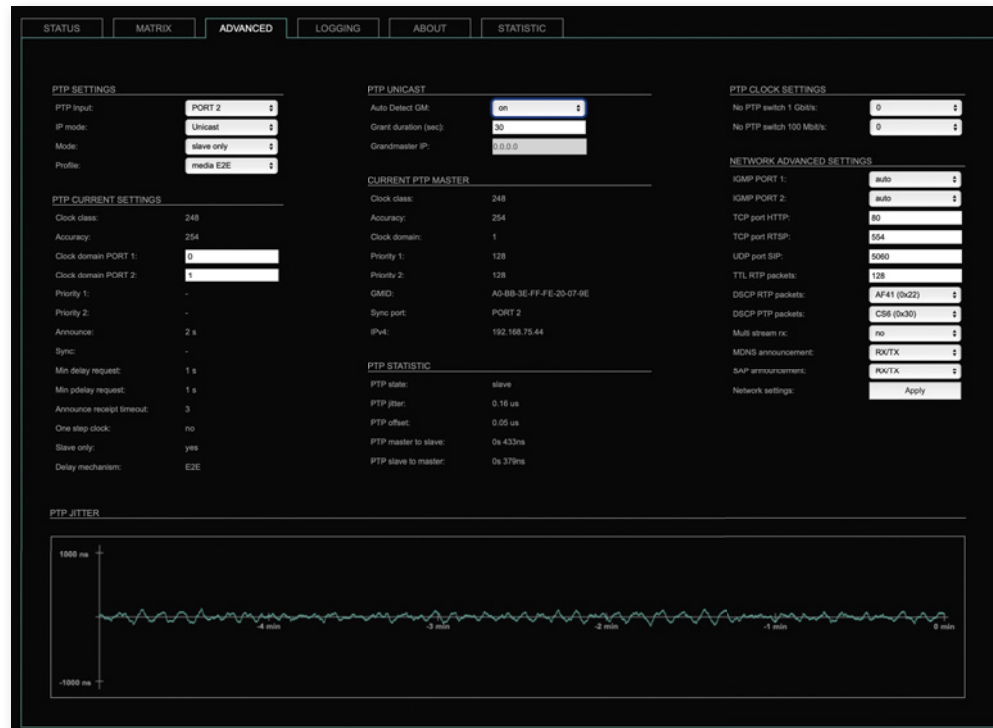 STATUS MATRIX ADVANCED LOGGING ABOUT STATISTIC
PTP SETTINGS
PTP Input: PORT 2
IP mode: Unicast
Mode: slave only
Profile: media E2E
PTP CURRENT SETTINGS
Clock class: 248
Accuracy: 254
Clock domain PORT 1: 0
Clock domain PORT 2: 1
Priority 1: -
Priority 2: -
Announce: 2 s
Sync: -
Min delay request: 1 s
Min pdelay request: 1 s
Announce receipt timeout: 3
One step clock: no
Slave only: yes
Delay mechanism: E2E
PTP UNICAST
Auto Detect GM: on
Grant duration (sec): 30
Grandmaster IP: 0.0.0.0
CURRENT PTP MASTER
Clock class: 248
Accuracy: 254
Clock domain: 1
Priority 1: 128
Priority 2: 128
GMID: A0-BB-3E-FF-FE-20-07-9E
Sync port: PORT 2
IPv4: 192.168.75.44
PTP STATISTIC
PTP state: slave
PTP jitter: 0.16 us
PTP offset: 0.05 us
PTP master to slave: 0s 433ns
PTP slave to master: 0s 379ns
PTP CLOCK SETTINGS
No PTP switch 1 Gbit/s: 0
No PTP switch 100 Mbit/s: 0
NETWORK ADVANCED SETTINGS
IGMP PORT 1: auto
IGMP PORT 2: auto
TCP port HTTP: 80
TCP port RTSP: 554
UDP port SIP: 5060
TTL RTP packets: 128
DSCP RTP packets: AF41 (0x22)
DSCP PTP packets: CS6 (0x30)
Multi stream rx: no
MDNS announcement: RX/TX
SAP announcement: RX/TX
Network settings: Apply
PTP JITTER
1000 ns
-4 min -3 min -2 min -1 min 0 min
-1000 ns